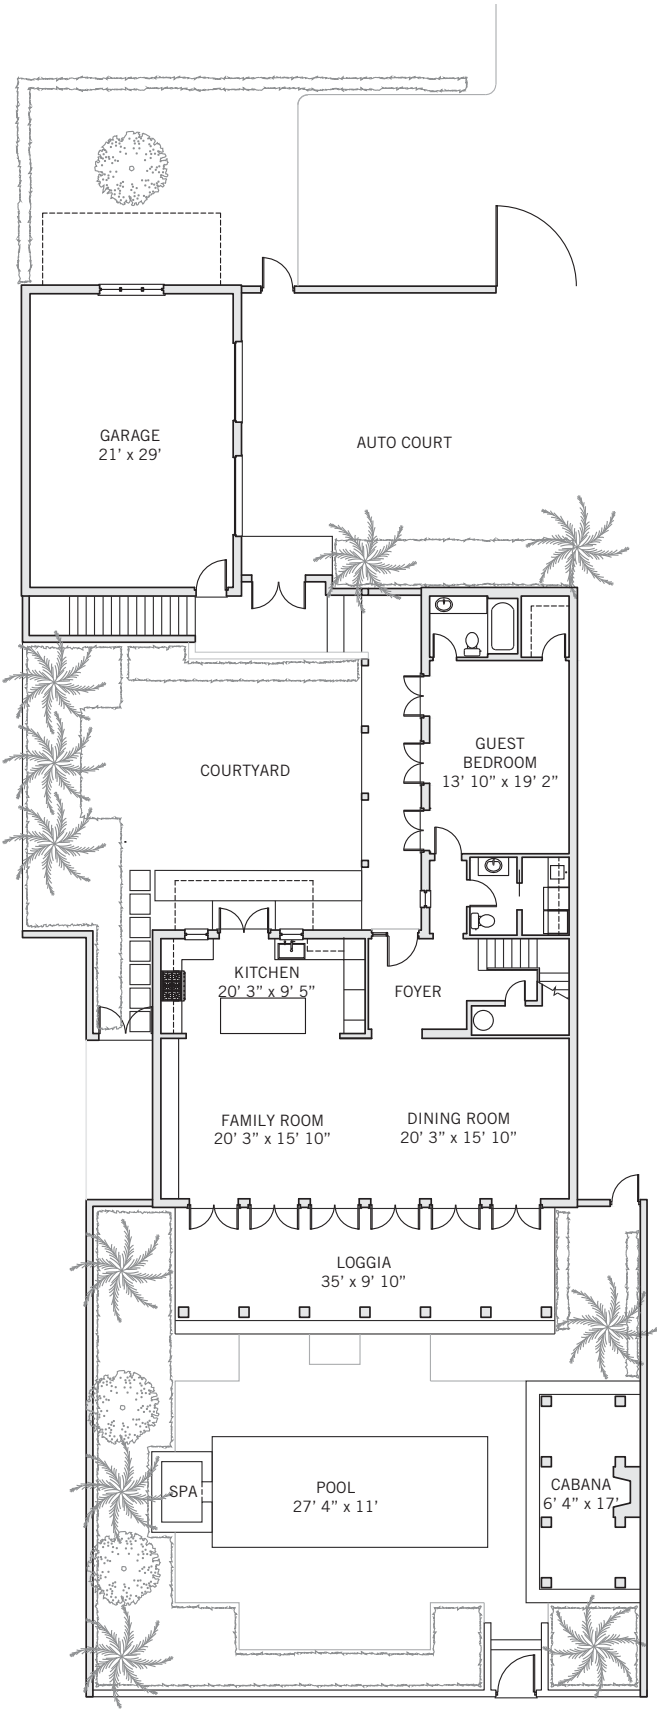 GARAGE
21’ x 29’
AUTO COURT
GUEST
BEDROOM
13’ 10” x 19’ 2”
COURTYARD
KITCHEN
20’ 3” x 9’ 5”
FOYER
FAMILY ROOM
20’ 3” x 15’ 10”
DINING ROOM
20’ 3” x 15’ 10”
LOGGIA
35’ x 9’ 10”
SPA
POOL
27’ 4” x 11’
CABANA
6’ 4” x 17’